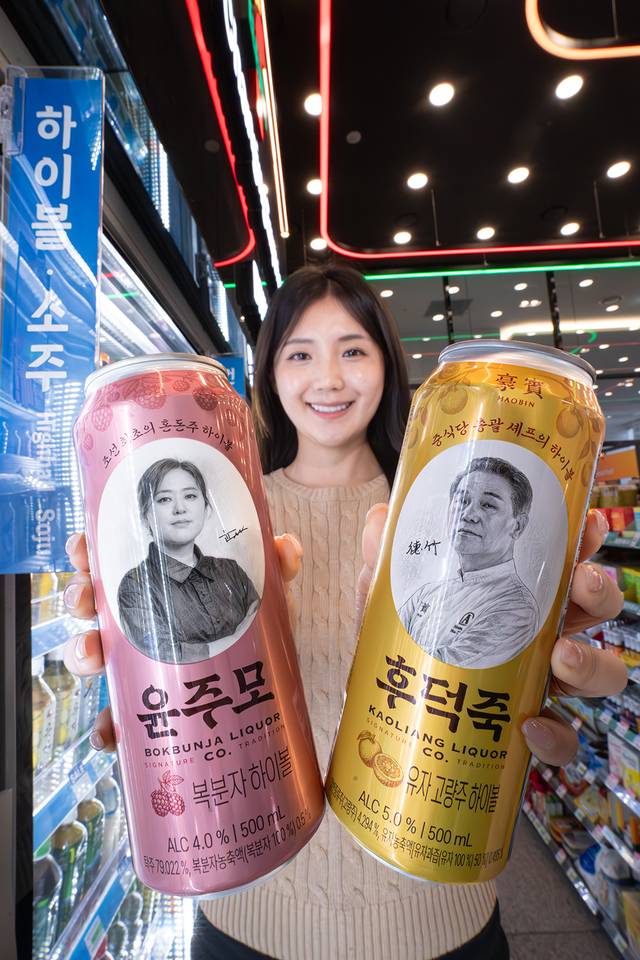 하이볼·소주
조선 최초의 혼돈주 하이볼
윤주모
BOKBUNJA LIQUOR
SIGNATURE CO. TRADITION
복분자 하이볼
ALC 4.0 % I 500 mL
豪賓
HAOBIN
중식당 총괄 셰프의 하이볼
德竹
후덕죽
KAOLIANG LIQUOR
SIGNATURE CO. TRADITION
유자 고량주 하이볼
ALC 5.0 % I 500 mL